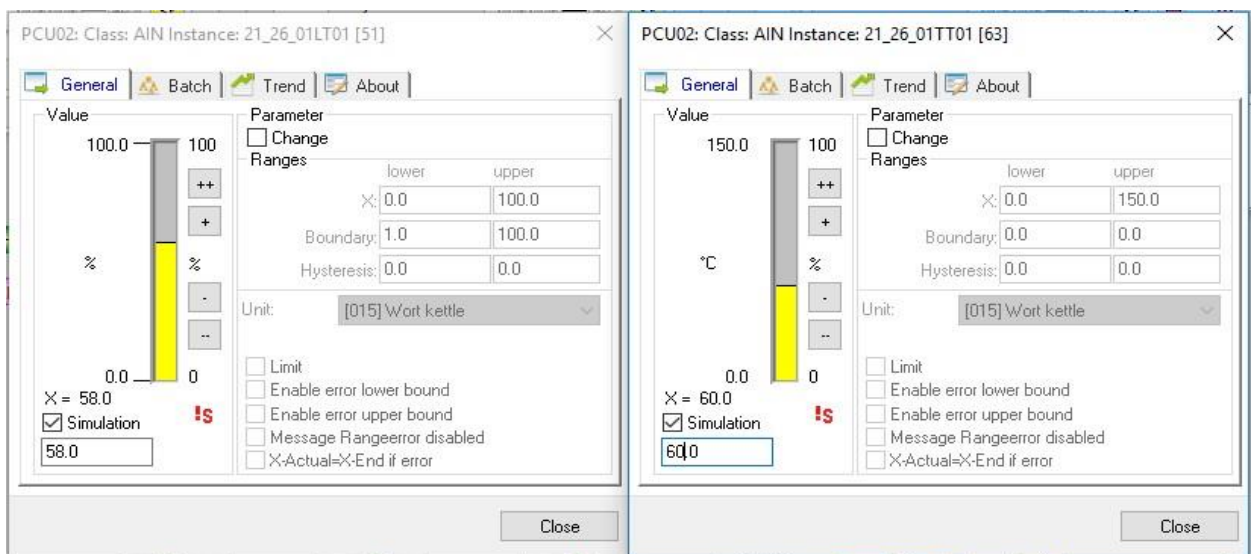 PCU02: Class: AIN Instance: 21_26_01LT01 [51]
General Batch Trend About
Value
100.0 100
++
+
% %
-
--
0.0 0
X = 58.0
Simulation !S
58.0
Parameter
Change
Ranges
lower upper
X: 0.0 100.0
Boundary: 1.0 100.0
Hysteresis: 0.0 0.0
Unit: [015] Wort kettle
Limit
Enable error lower bound
Enable error upper bound
Message Rangeerror disabled
X-Actual=X-End if error
Close
PCU02: Class: AIN Instance: 21_26_01TT01 [63]
General Batch Trend About
Value
150.0 100
++
+
°C %
-
--
0.0 0
X = 60.0
Simulation !S
60.0
Parameter
Change
Ranges
lower upper
X: 0.0 150.0
Boundary: 0.0 0.0
Hysteresis: 0.0 0.0
Unit: [015] Wort kettle
Limit
Enable error lower bound
Enable error upper bound
Message Rangeerror disabled
X-Actual=X-End if error
Close